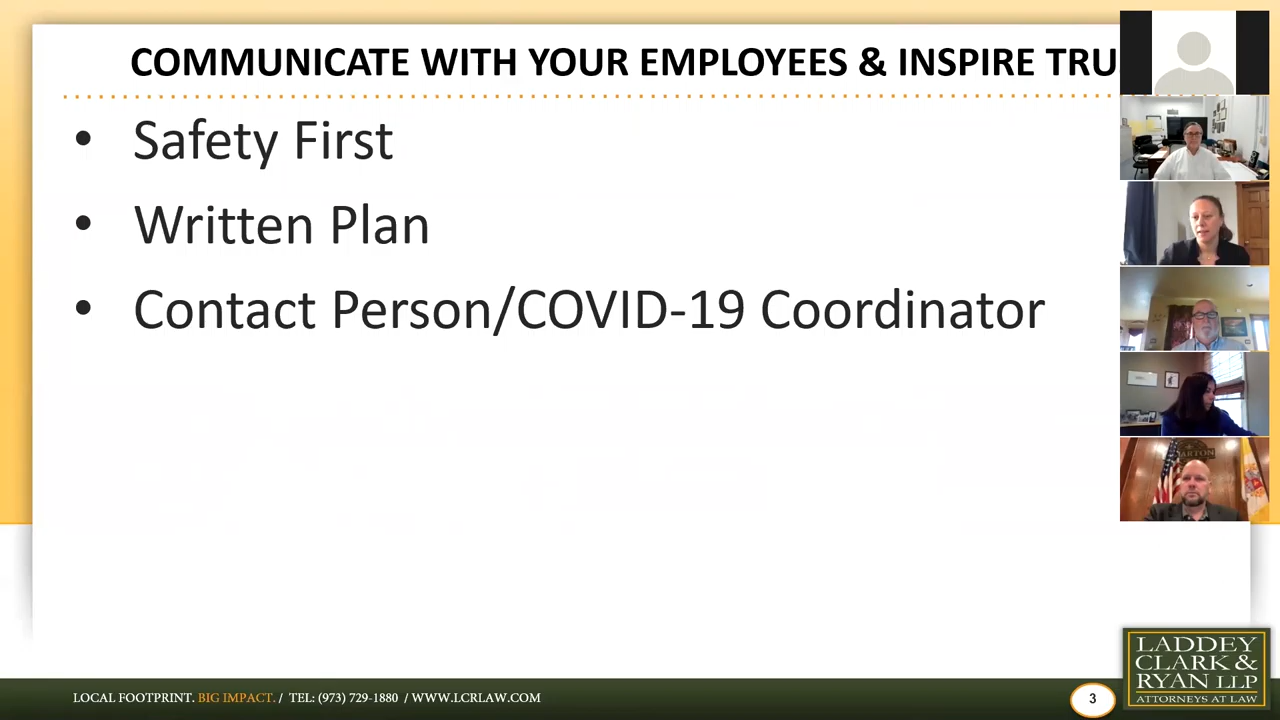 COMMUNICATE WITH YOUR EMPLOYEES & INSPIRE TRU
• Safety First
• Written Plan
• Contact Person/COVID-19 Coordinator
LOCAL FOOTPRINT. BIG IMPACT. / TEL: (973) 729-1880 / WWW.LCRLAW.COM
3
LADDEY
CLARK &
RYAN LLP
ATTORNEYS AT LAW